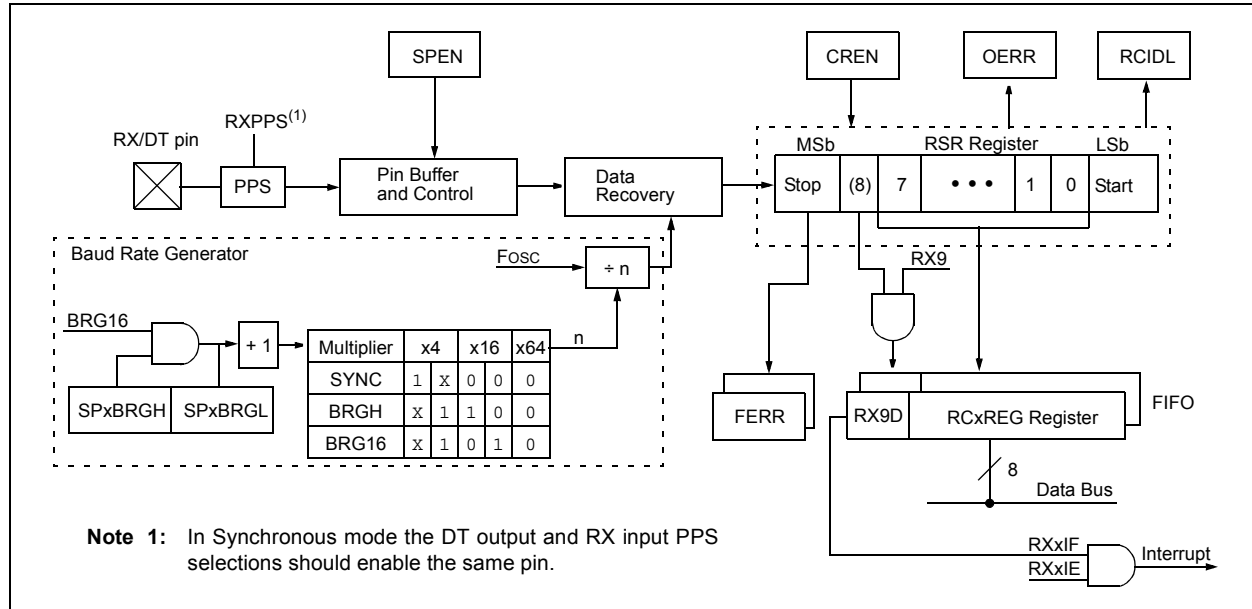 SPEN
CREN
OERR
RCIDL
RXPPS(1)
RX/DT pin
PPS
Pin Buffer
and Control
Data
Recovery
MSb RSR Register LSb
Stop (8) 7 • • • 1 0 Start
Baud Rate Generator
FOSC
÷ n
RX9
BRG16
+ 1
n
Multiplier x4 x16 x64
SYNC 1 X 0 0 0
BRGH X 1 1 0 0
BRG16 X 1 0 1 0
SPxBRGH SPxBRGL
FERR
RX9D RCxREG Register
FIFO
8
Data Bus
Note 1: In Synchronous mode the DT output and RX input PPS
selections should enable the same pin.
RXxIF
RXxIE
Interrupt